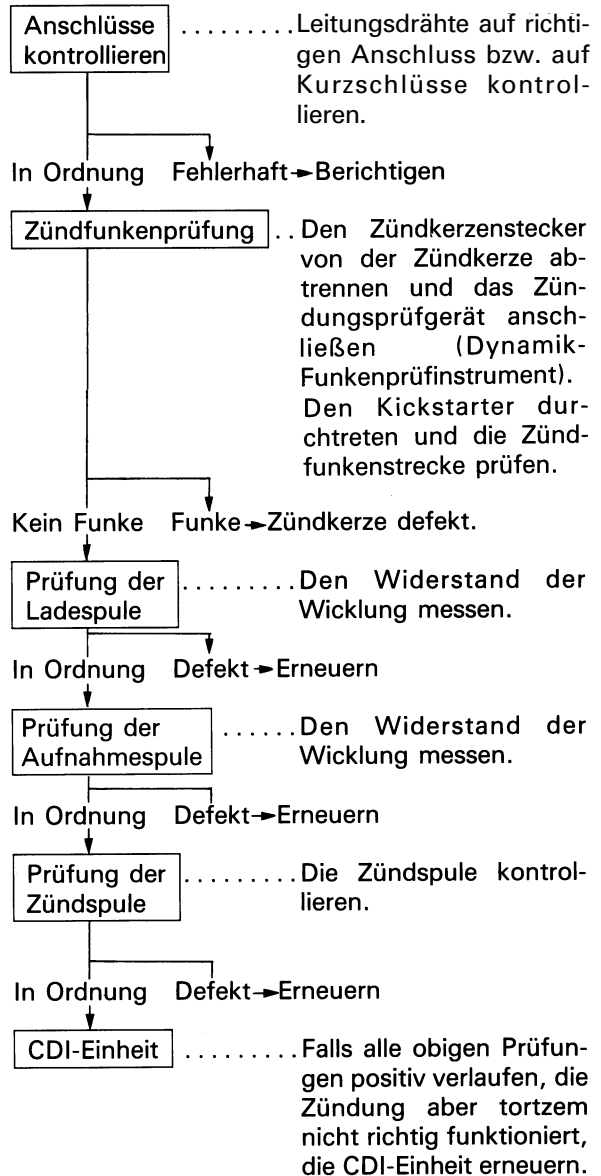 Anschlüsse ......... Leitungsdrähte auf richti-
kontrollieren gen Anschluss bzw. auf
Kurzschlüsse kontrol-
lieren.
In Ordnung Fehlerhaft Berichtigen
Zündfunkenprüfung .. Den Zündkerzenstecker
von der Zündkerze ab-
trennen und das Zün-
dungsprüfgerät ansch-
ließen (Dynamik-
Funkenprüfinstrument).
Den Kickstarter dur-
chtreten und die Zünd-
funkenstrecke prüfen.
Kein Funke Funke Zündkerze defekt.
Prüfung der ......... Den Widerstand der
Ladespule Wicklung messen.
In Ordnung Defekt Erneuern
Prüfung der ...... Den Widerstand der
Aufnahmespule Wicklung messen.
In Ordnung Defekt Erneuern
Prüfung der ......... Die Zündspule kontrol-
Zündspule lieren.
In Ordnung Defekt Erneuern
CDI-Einheit ......... Falls alle obigen Prüfun-
gen positiv verlaufen, die
Zündung aber tortzem
nicht richtig funktioniert,
die CDI-Einheit erneuern.